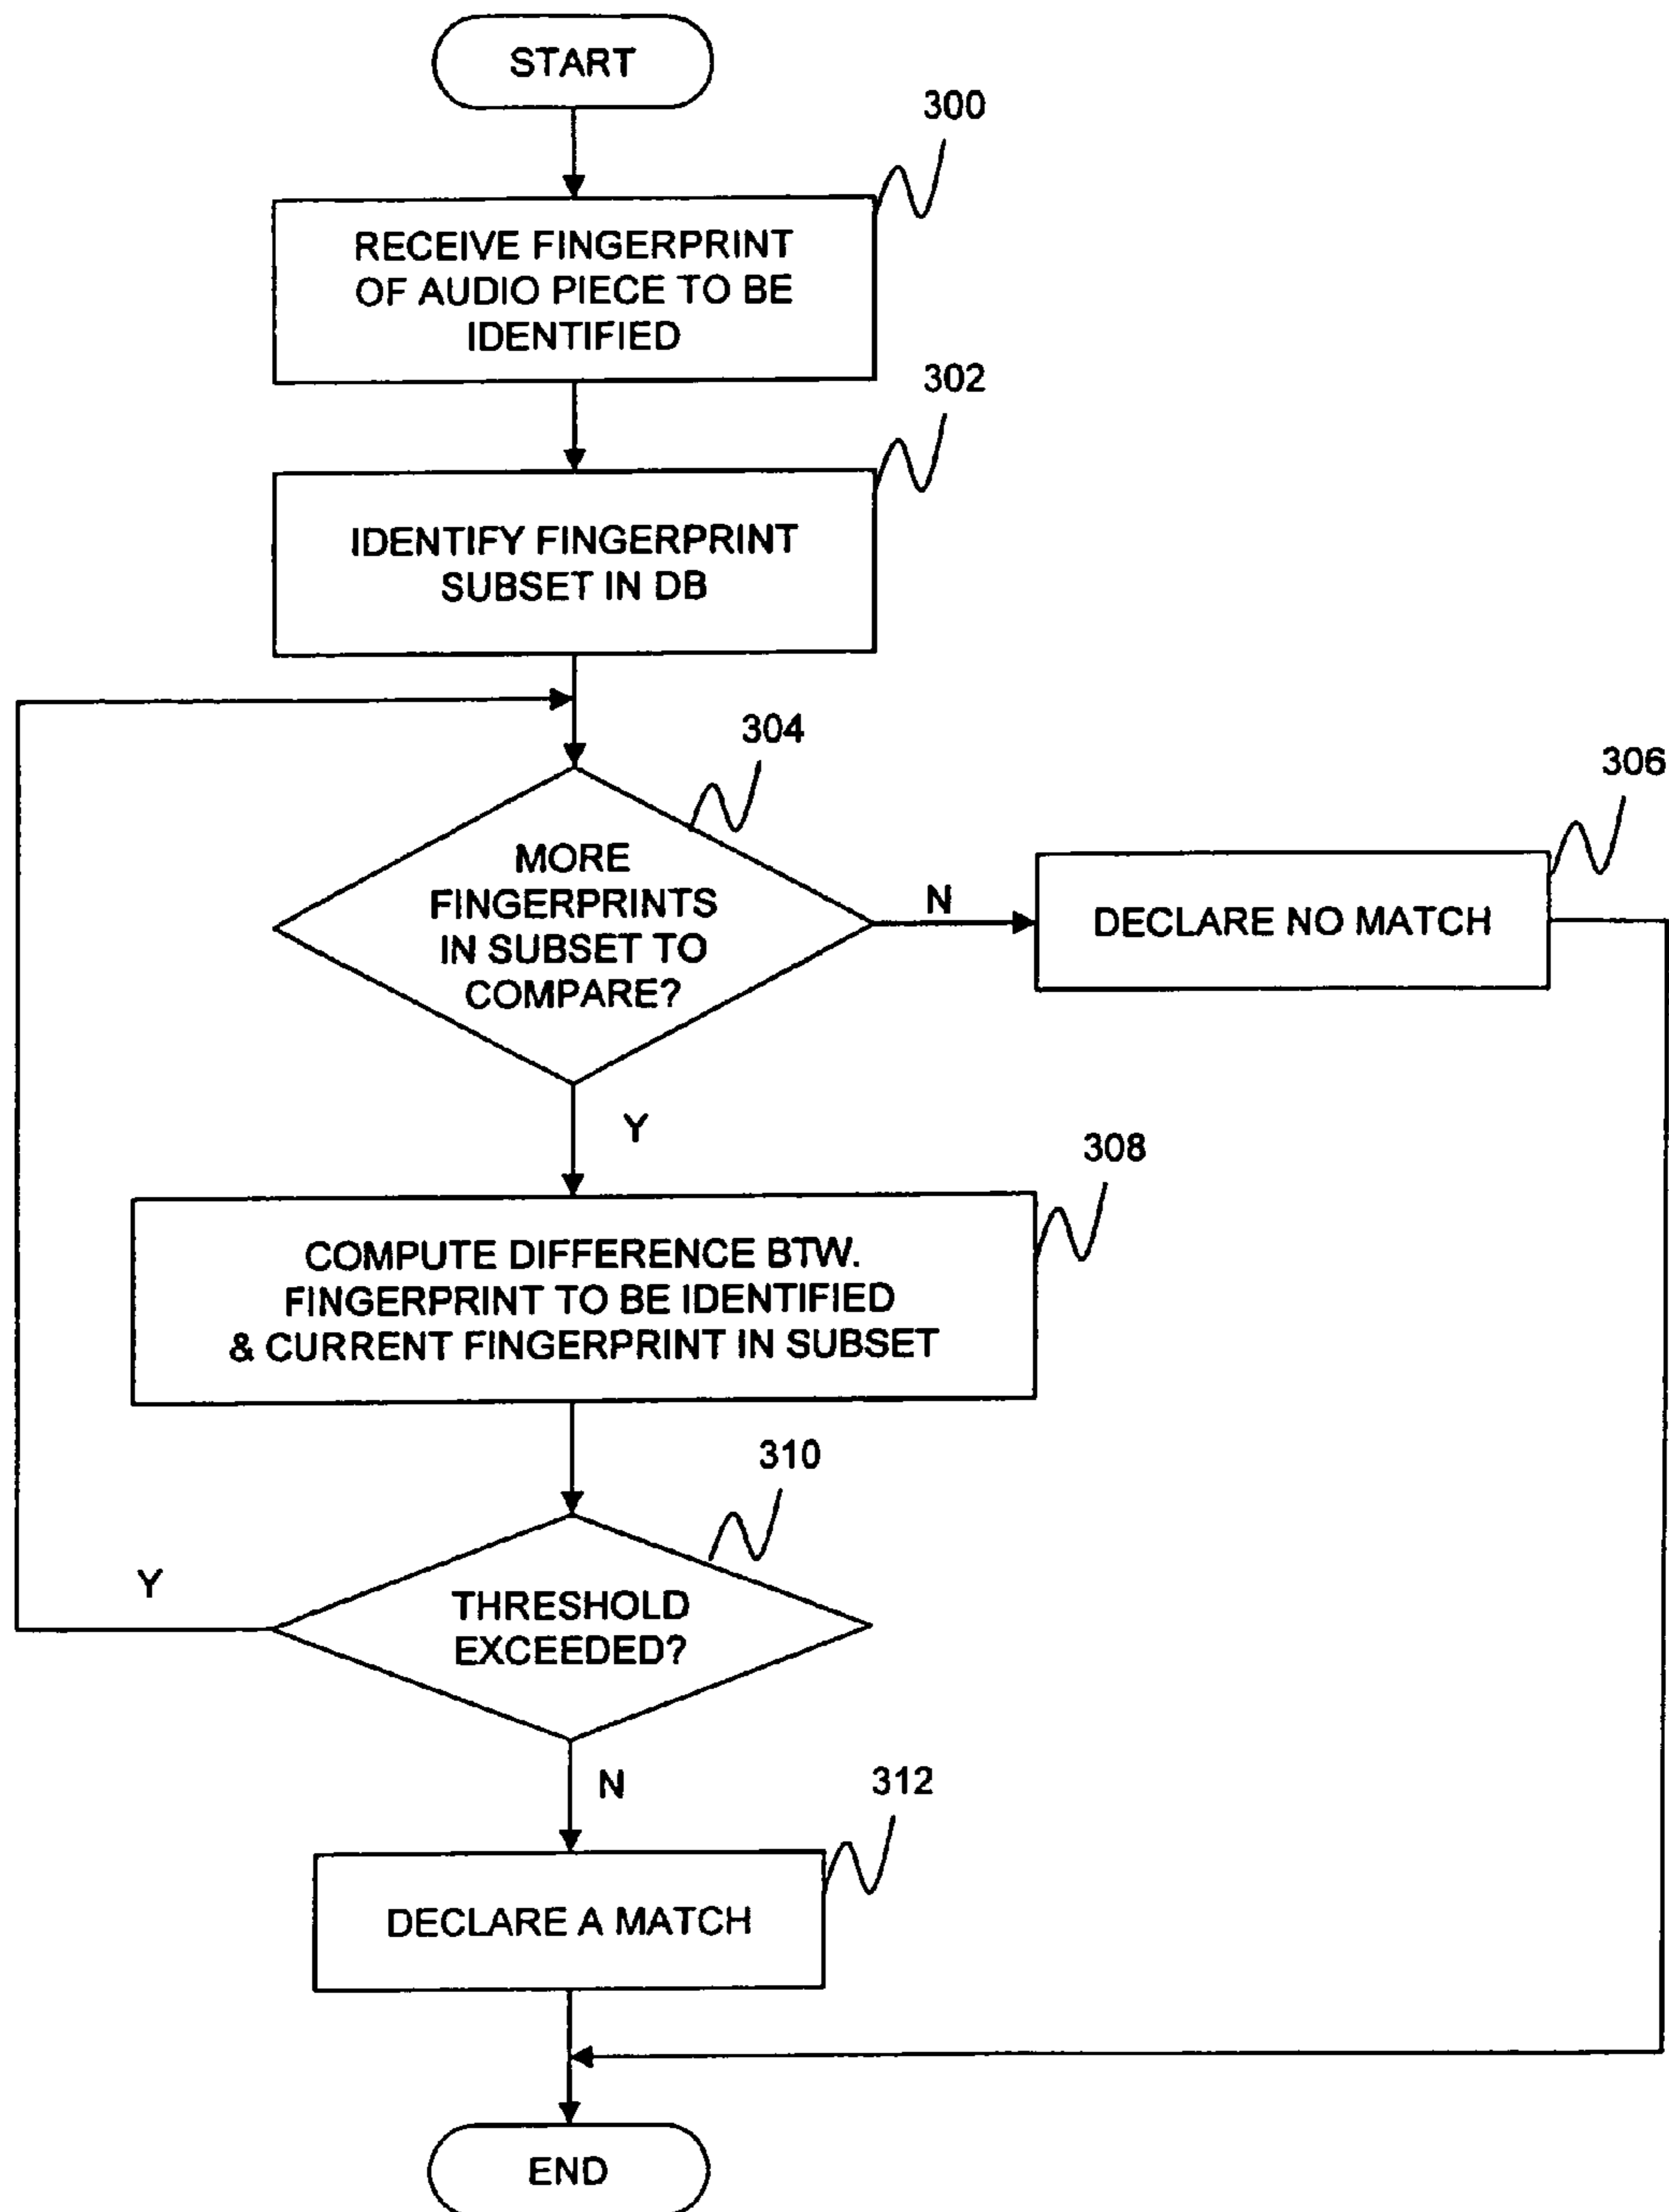 START
300
RECEIVE FINGERPRINT
OF AUDIO PIECE TO BE
IDENTIFIED
302
IDENTIFY FINGERPRINT
SUBSET IN DB
304
MORE
FINGERPRINTS
IN SUBSET TO
COMPARE?
N
306
DECLARE NO MATCH
Y
308
COMPUTE DIFFERENCE BTW.
FINGERPRINT TO BE IDENTIFIED
& CURRENT FINGERPRINT IN SUBSET
310
Y
THRESHOLD
EXCEEDED?
N
312
DECLARE A MATCH
END